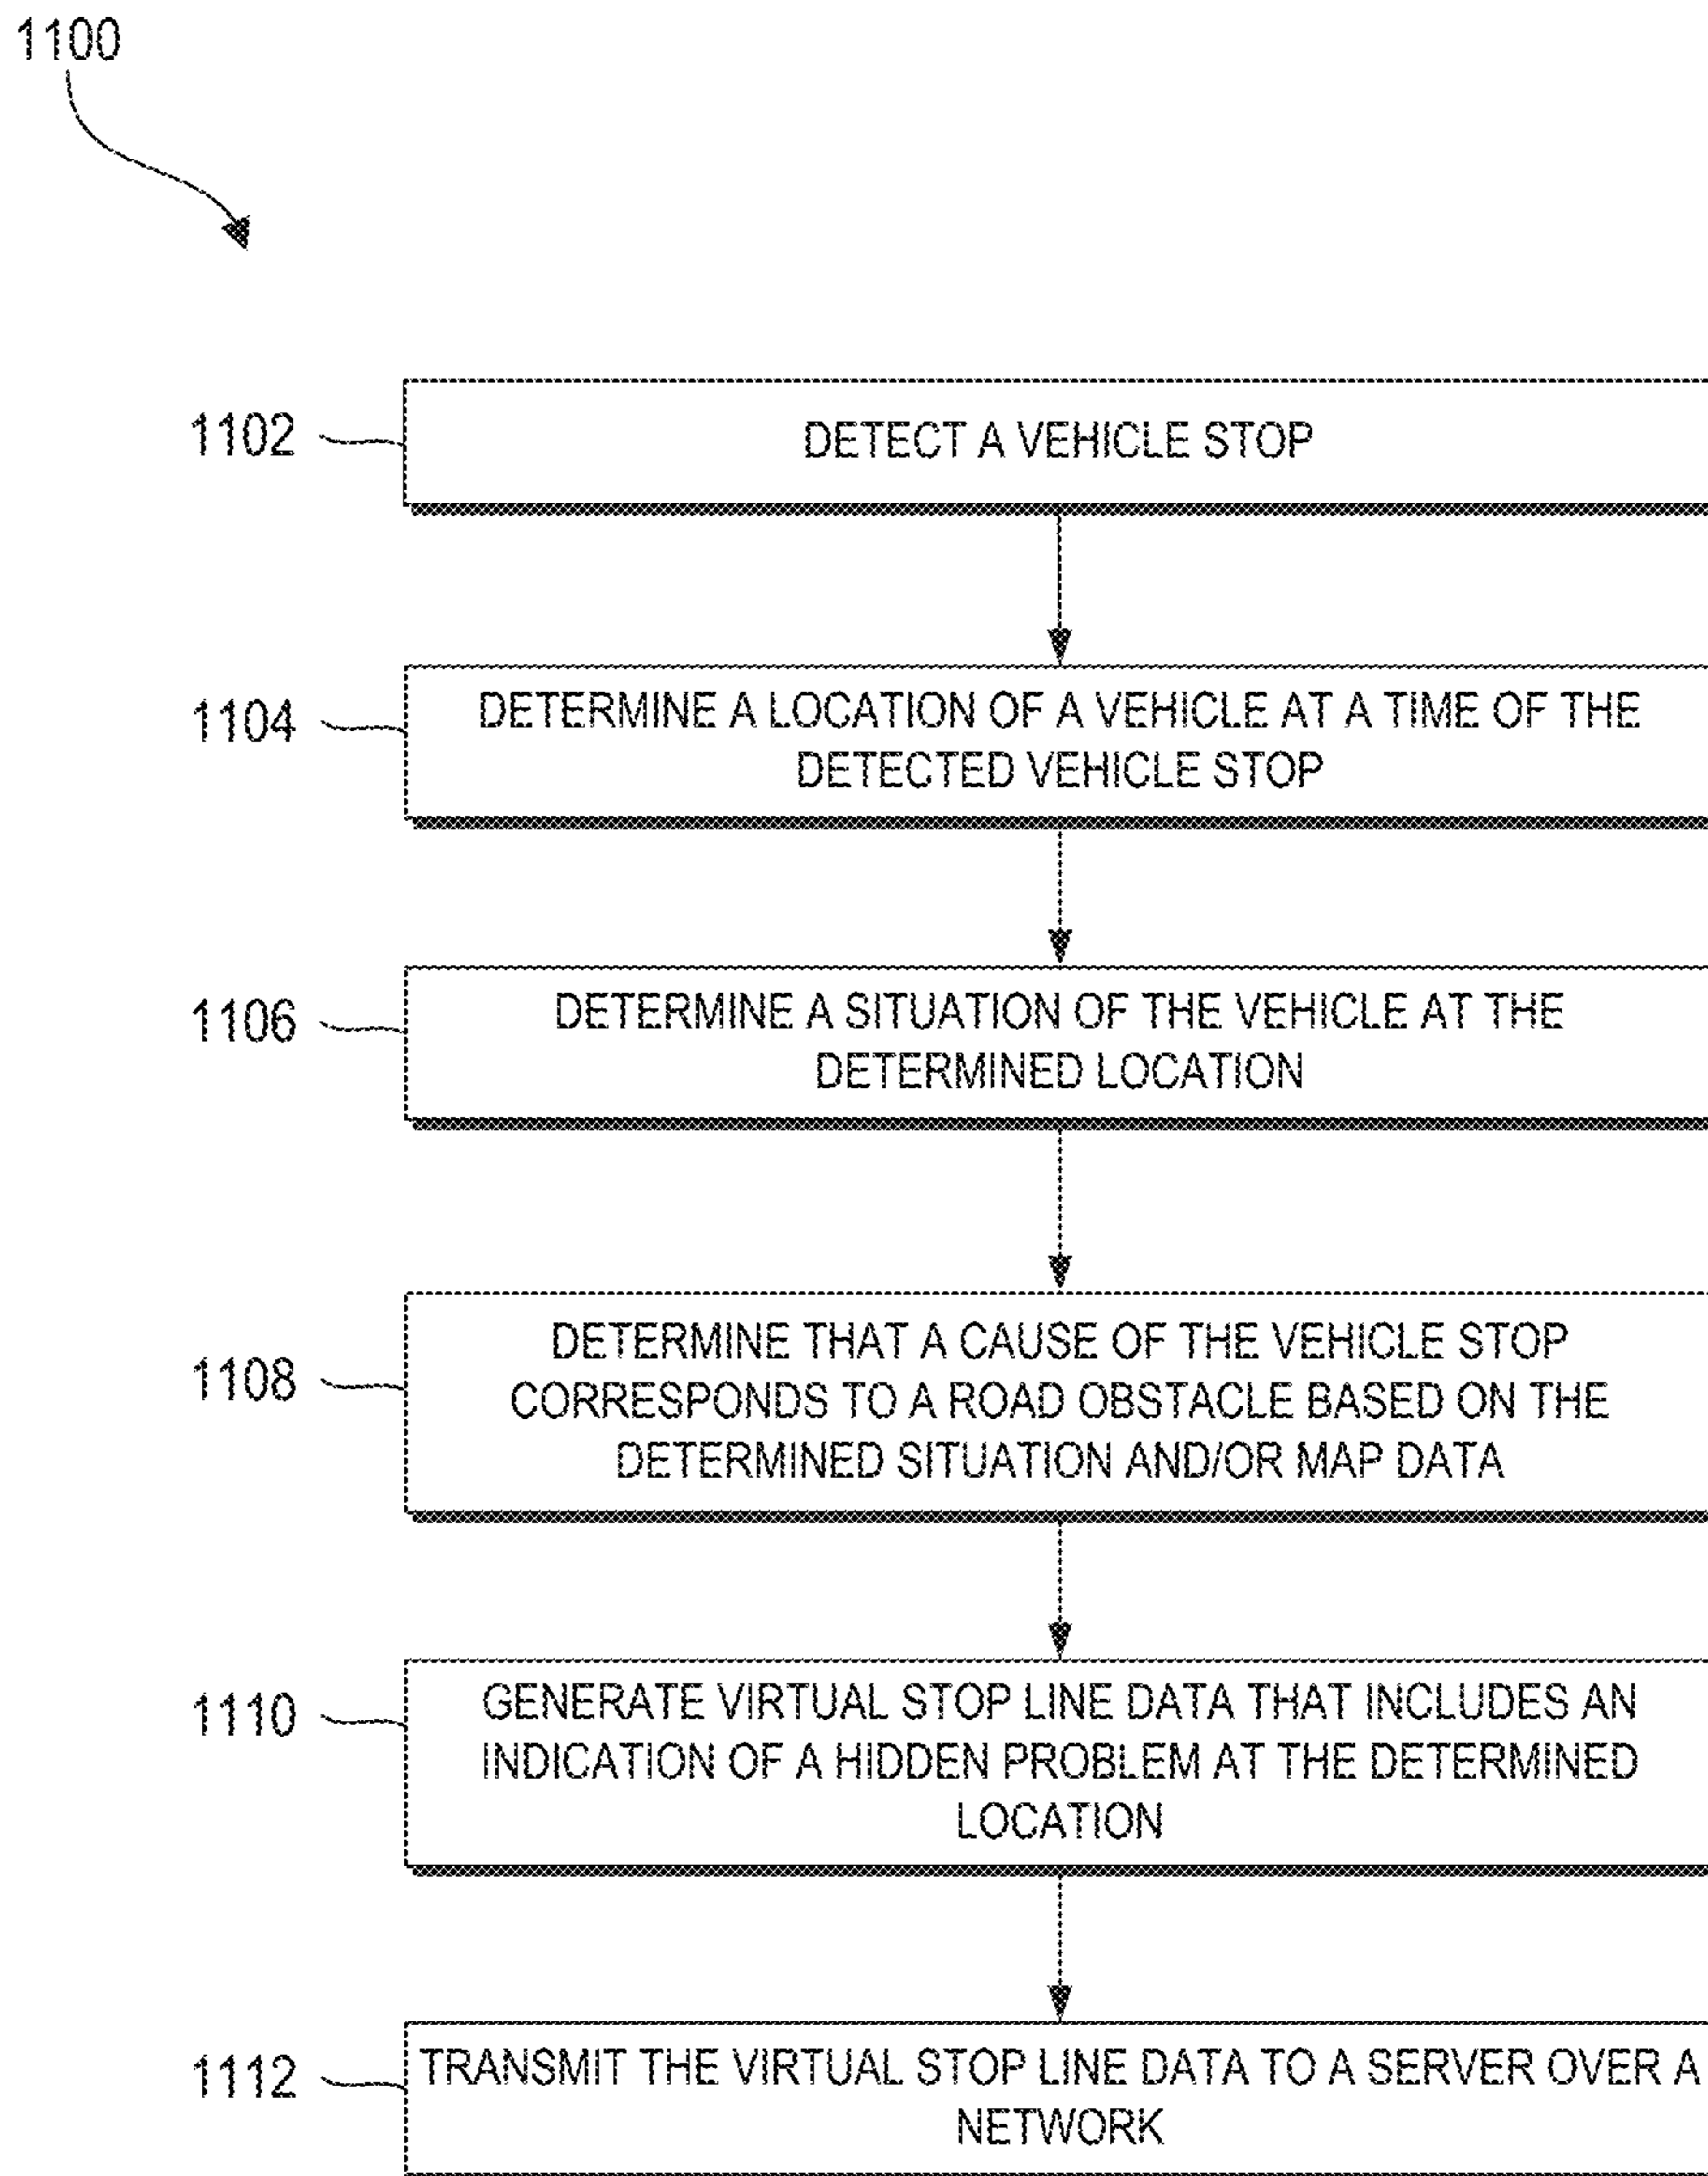 1100
1102
DETECT A VEHICLE STOP
1104
DETERMINE A LOCATION OF A VEHICLE AT A TIME OF THE
DETECTED VEHICLE STOP
1106
DETERMINE A SITUATION OF THE VEHICLE AT THE
DETERMINED LOCATION
1108
DETERMINE THAT A CAUSE OF THE VEHICLE STOP
CORRESPONDS TO A ROAD OBSTACLE BASED ON THE
DETERMINED SITUATION AND/OR MAP DATA
1110
GENERATE VIRTUAL STOP LINE DATA THAT INCLUDES AN
INDICATION OF A HIDDEN PROBLEM AT THE DETERMINED
LOCATION
1112
TRANSMIT THE VIRTUAL STOP LINE DATA TO A SERVER OVER A
NETWORK